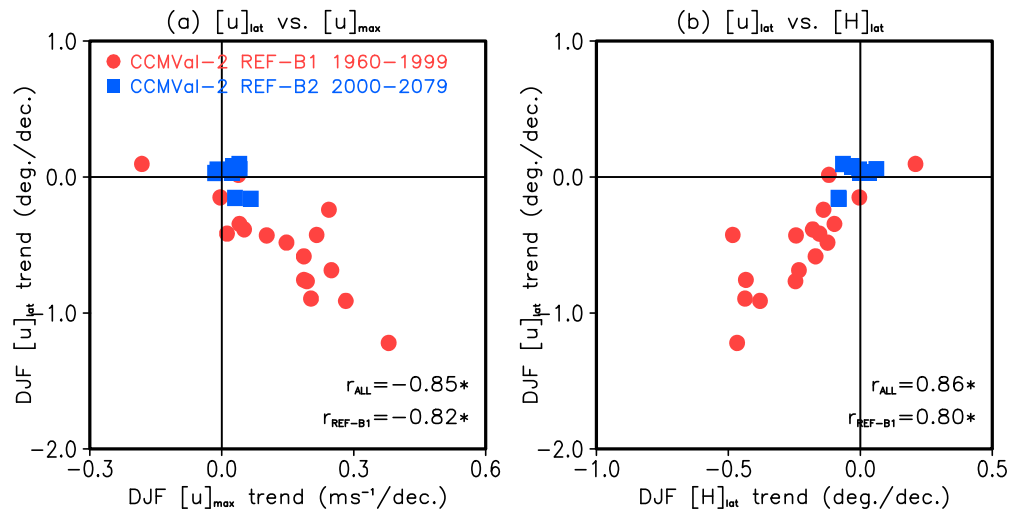 (a) [u]lat vs. [u]max
1.0
CCMVal-2 REF-B1 1960-1999
CCMVal-2 REF-B2 2000-2079
0.0
-1.0
-2.0
DJF [u]lat trend (deg./dec.)
rALL=-0.85*
rREF-B1=-0.82*
-0.3 0.0 0.3 0.6
DJF [u]max trend (ms⁻¹/dec.)
(b) [u]lat vs. [H]lat
1.0
0.0
-1.0
-2.0
DJF [u]lat trend (deg./dec.)
rALL=0.86*
rREF-B1=0.80*
-1.0 -0.5 0.0 0.5
DJF [H]lat trend (deg./dec.)